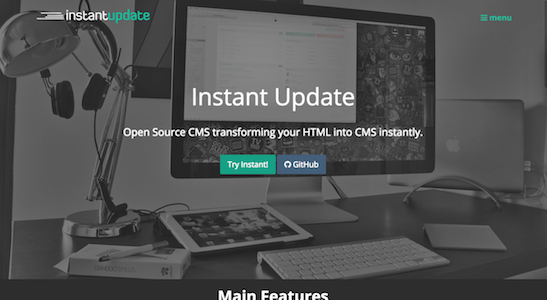 instantupdate
menu
Instant Update
Open Source CMS transforming your HTML into CMS instantly.
Try Instant!
GitHub
Main Features